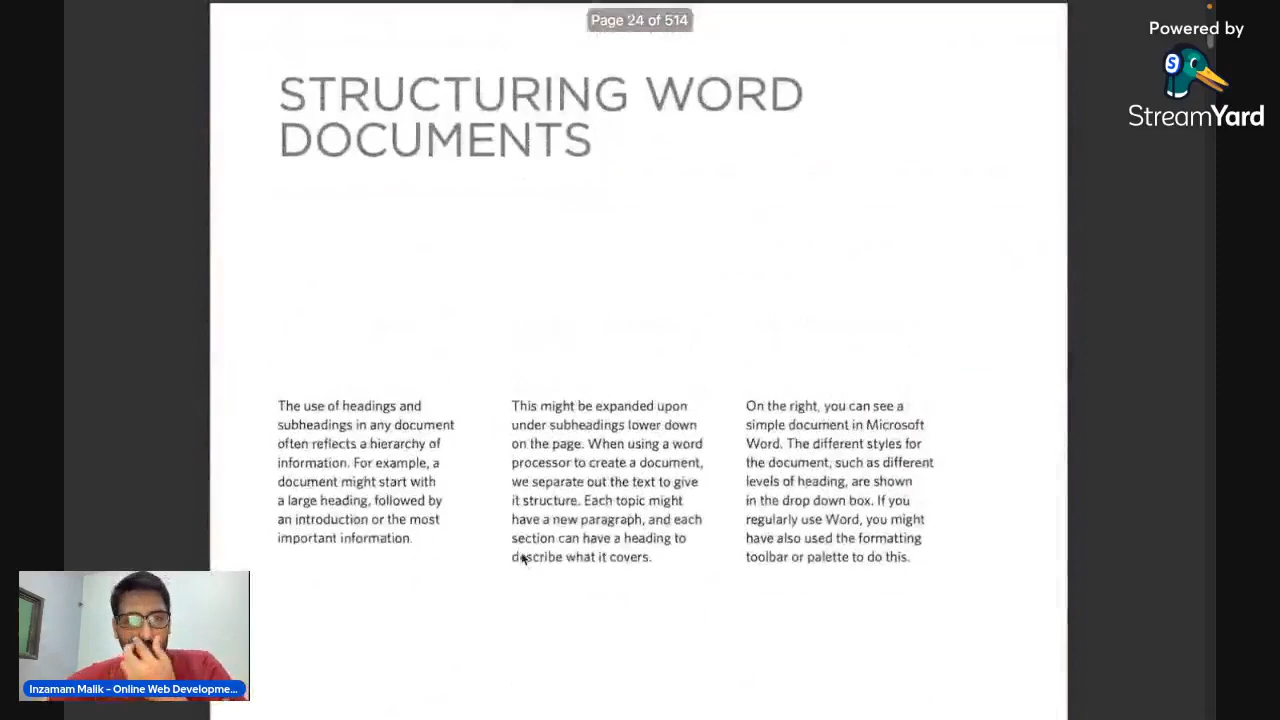 Page 24 of 514
Powered by
StreamYard
STRUCTURING WORD
DOCUMENTS
The use of headings and
subheadings in any document
often reflects a hierarchy of
information. For example, a
document might start with
a large heading, followed by
an introduction or the most
important information.
This might be expanded upon
under subheadings lower down
on the page. When using a word
processor to create a document,
we separate out the text to give
it structure. Each topic might
have a new paragraph, and each
section can have a heading to
describe what it covers.
On the right, you can see a
simple document in Microsoft
Word. The different styles for
the document, such as different
levels of heading, are shown
in the drop down box. If you
regularly use Word, you might
have also used the formatting
toolbar or palette to do this.
Inzamam Malik - Online Web Developme...